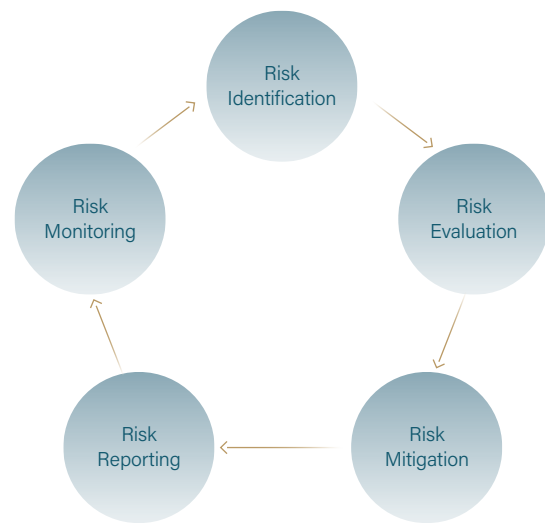 Risk
Identification
Risk
Evaluation
Risk
Mitigation
Risk
Reporting
Risk
Monitoring